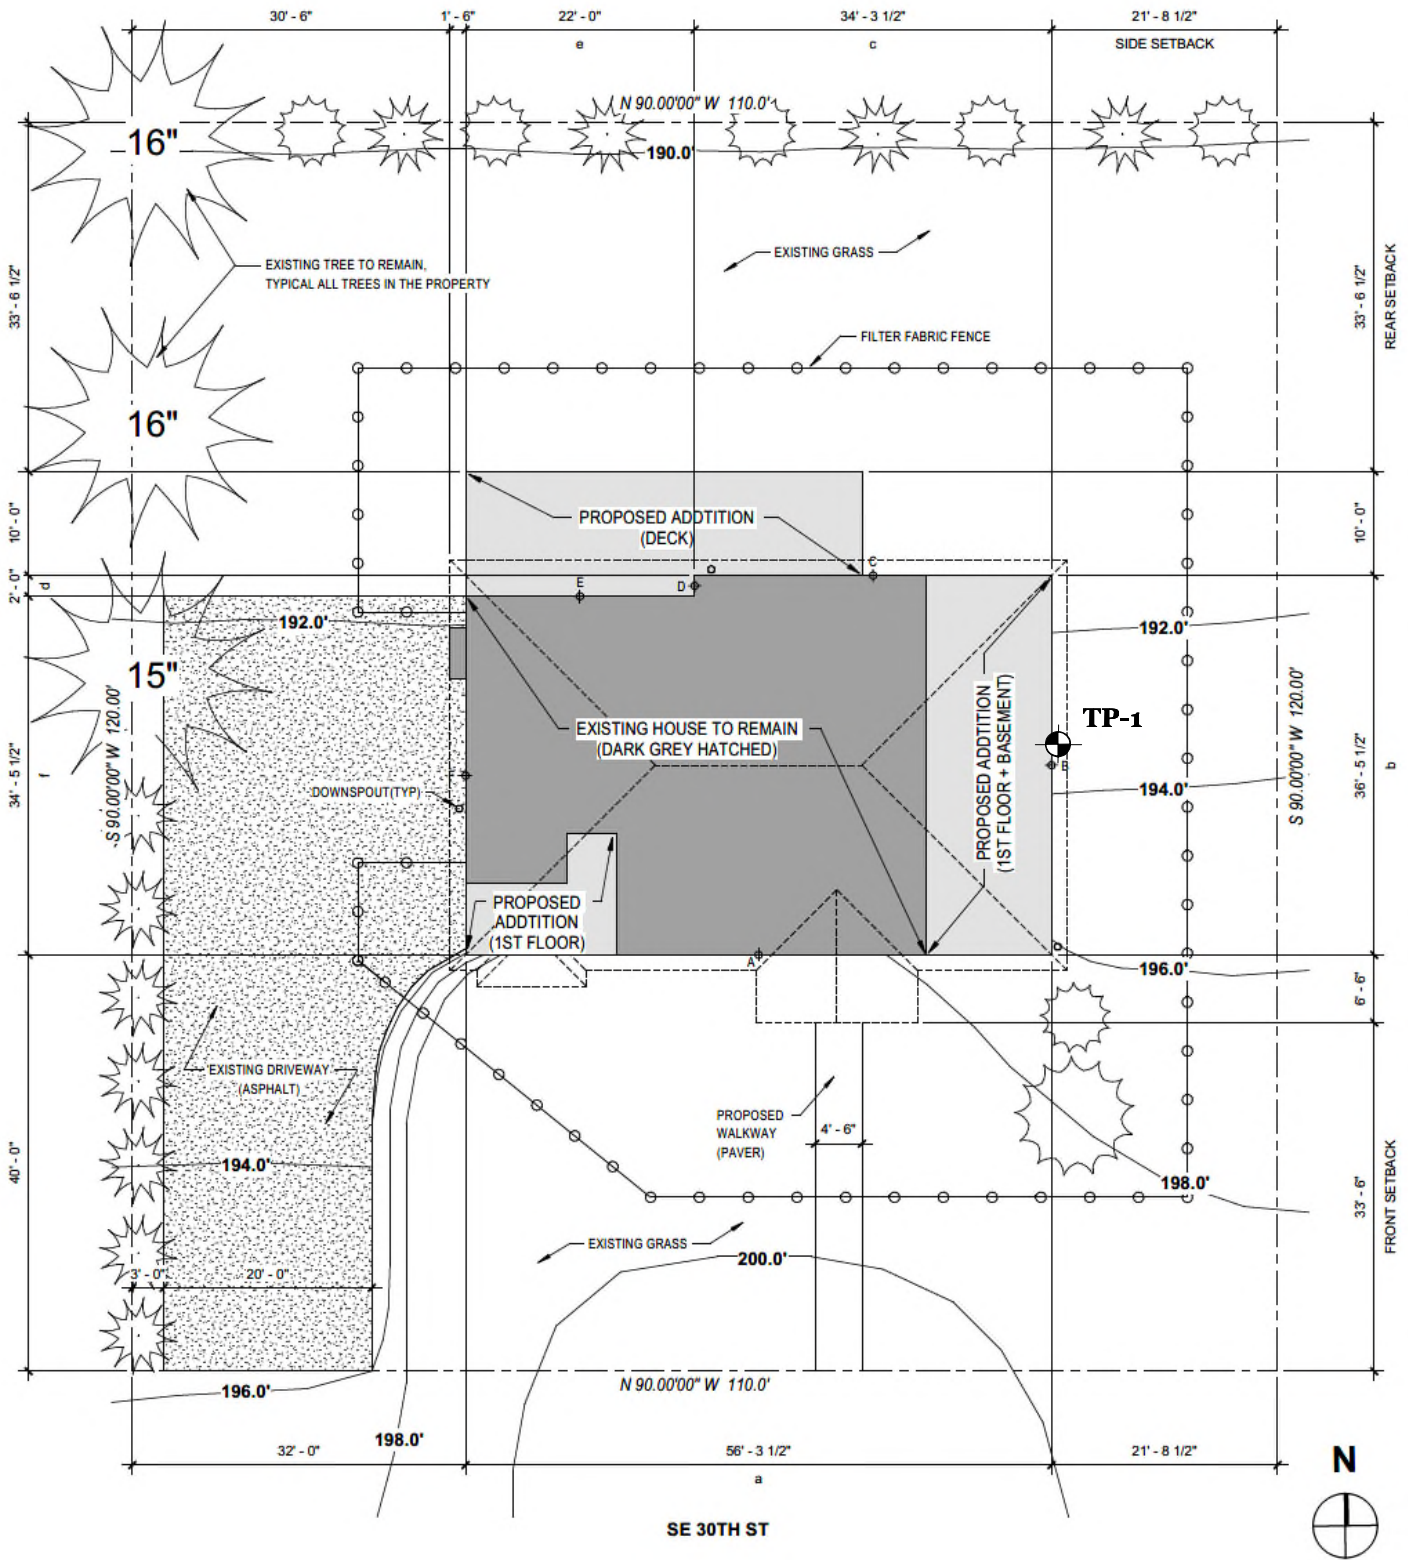 30' - 6"
1' - 6"
22' - 0"
34' - 3 1/2"
21' - 8 1/2"
e
c
SIDE SETBACK
N 90.00'00" W 110.0'
16"
190.0'
EXISTING GRASS
EXISTING TREE TO REMAIN,
TYPICAL ALL TREES IN THE PROPERTY
33' - 6 1/2"
33' - 6 1/2"
REAR SETBACK
FILTER FABRIC FENCE
16"
10' - 0"
PROPOSED ADDTITION
(DECK)
10' - 0"
2' - 0"
d
E
D
C
192.0'
192.0'
15"
S 90.00'00" W 120.00'
S 90.00'00" W 120.00'
TP-1
EXISTING HOUSE TO REMAIN
(DARK GREY HATCHED)
PROPOSED ADDTITION
(1ST FLOOR + BASEMENT)
B
34' - 5 1/2"
f
36' - 5 1/2"
b
DOWNSPOUT(TYP)
194.0'
PROPOSED
ADDTITION
(1ST FLOOR)
A
196.0'
6' - 6"
EXISTING DRIVEWAY
(ASPHALT)
PROPOSED
WALKWAY
(PAVER)
4' - 6"
40' - 0"
194.0'
198.0'
33' - 6"
FRONT SETBACK
EXISTING GRASS
200.0'
3' - 0"
20' - 0"
N 90.00'00" W 110.0'
196.0'
198.0'
32' - 0"
56' - 3 1/2"
21' - 8 1/2"
a
N
SE 30TH ST